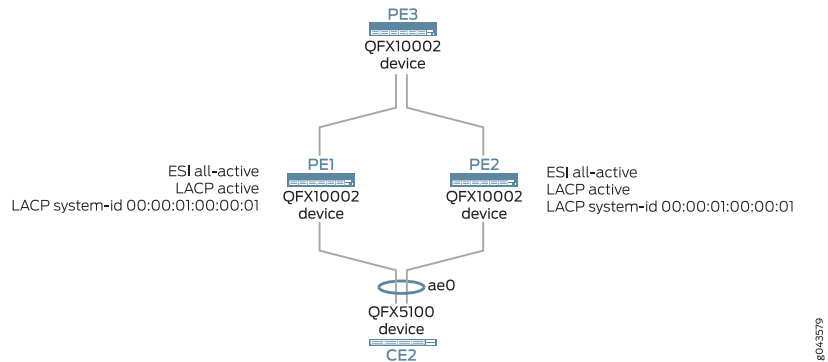 PE3
QFX10002
device
PE1
QFX10002
device
ESI all-active
LACP active
LACP system-id 00:00:01:00:00:01
PE2
QFX10002
device
ESI all-active
LACP active
LACP system-id 00:00:01:00:00:01
ae0
QFX5100
device
CE2
g043579